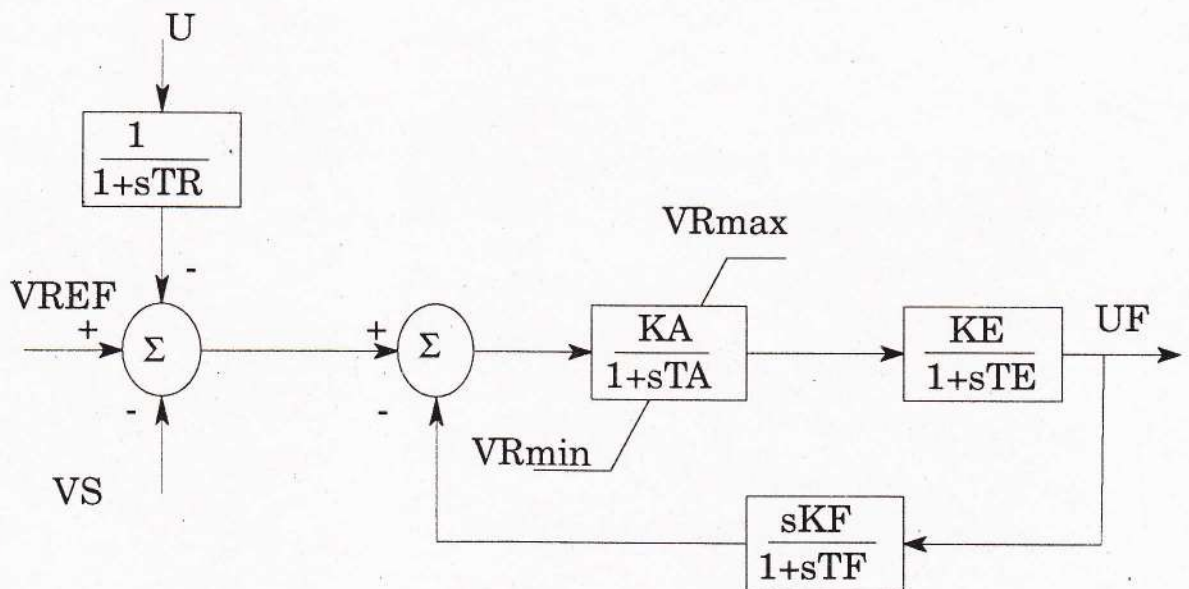 U
1
1+sTR
-
VREF
+
Σ
-
VS
+
Σ
-
VRmax
KA
1+sTA
VRmin
KE
1+sTE
UF
sKF
1+sTF